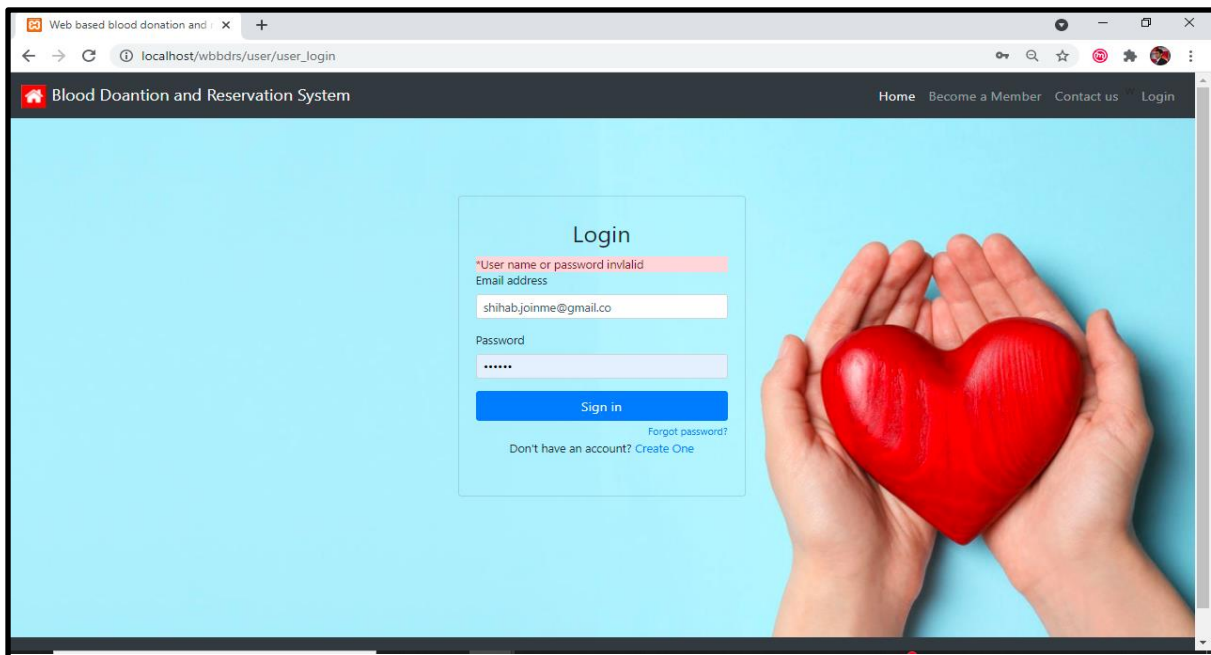 Web based blood donation and r
localhost/wbbdrs/user/user_login
Blood Doantion and Reservation System
Home Become a Member Contact us W Login
Login
*User name or password invlalid
Email address
shihab.joinme@gmail.co
Password
••••••
Sign in
Forgot password?
Don't have an account? Create One